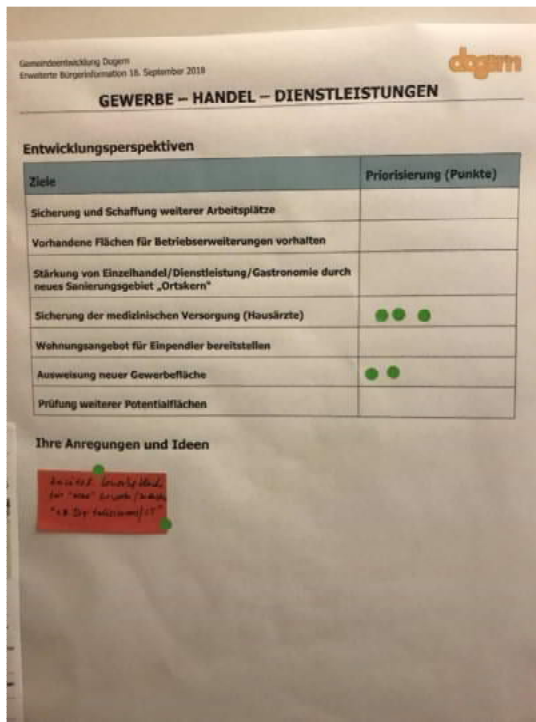 Gemeindeentwicklung Dogern
Erweiterte Bürgerinformation 18. September 2018
dogern
GEWERBE – HANDEL – DIENSTLEISTUNGEN
Entwicklungsperspektiven
Ziele
Priorisierung (Punkte)
Sicherung und Schaffung weiterer Arbeitsplätze
Vorhandene Flächen für Betriebserweiterungen vorhalten
Stärkung von Einzelhandel/Dienstleistung/Gastronomie durch
neues Sanierungsgebiet „Ortskern"
Sicherung der medizinischen Versorgung (Hausärzte)
Wohnungsangebot für Einpendler bereitstellen
Ausweisung neuer Gewerbefläche
Prüfung weiterer Potentialflächen
Ihre Anregungen und Ideen